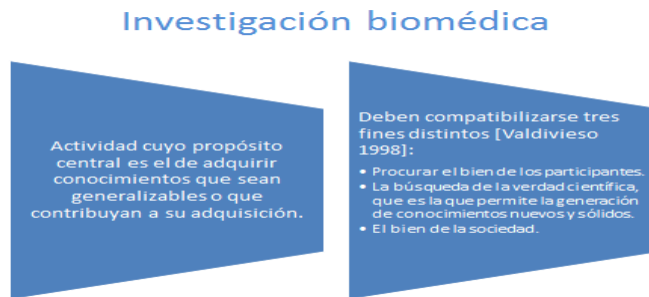 Investigación biomédica
Actividad cuyo propósito
central es el de adquirir
conocimientos que sean
generalizables o que
contribuyan a su adquisición.
Deben compatibilizarse tres
fines distintos [Valdivieso
1998]:
• Procurar el bien de los participantes.
• La búsqueda de la verdad científica,
que es la que permite la generación
de conocimientos nuevos y sólidos.
• El bien de la sociedad.